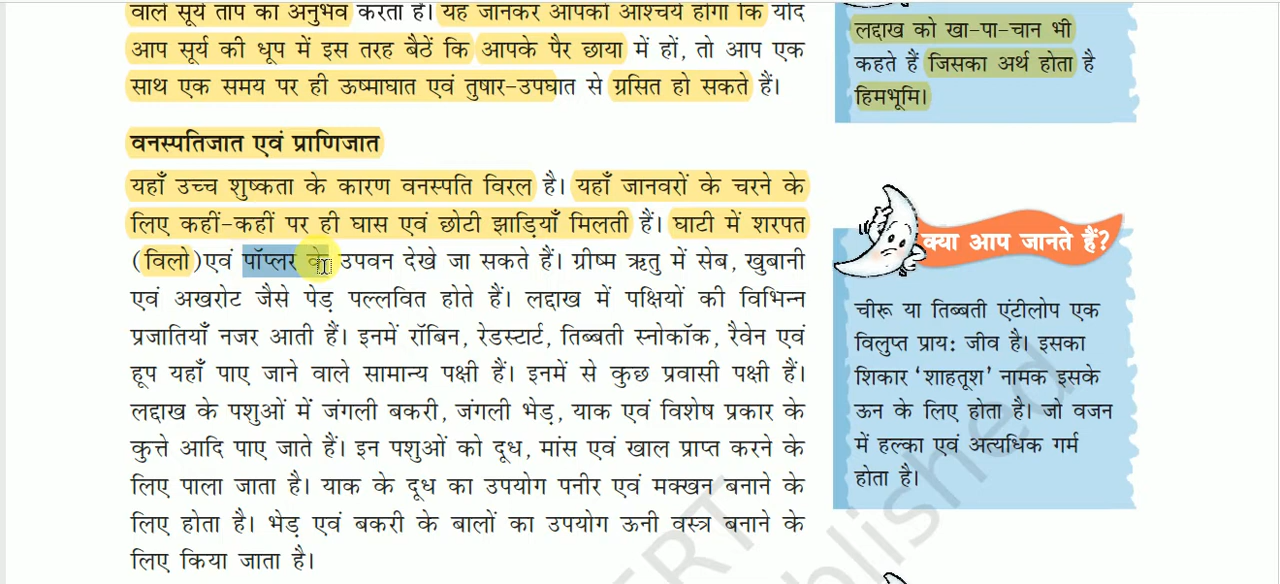 वाले सूर्य ताप का अनुभव करता है। यह जानकर आपको आश्चर्य होगा कि यदि
आप सूर्य की धूप में इस तरह बैठें कि आपके पैर छाया में हों, तो आप एक
साथ एक समय पर ही ऊष्माघात एवं तुषार-उपघात से ग्रसित हो सकते हैं।
वनस्पतिजात एवं प्राणिजात
यहाँ उच्च शुष्कता के कारण वनस्पति विरल है। यहाँ जानवरों के चरने के
लिए कहीं-कहीं पर ही घास एवं छोटी झाड़ियाँ मिलती हैं। घाटी में शरपत
(विलो)एवं पॉप्लर के उपवन देखे जा सकते हैं। ग्रीष्म ऋतु में सेब, खुबानी
एवं अखरोट जैसे पेड़ पल्लवित होते हैं। लद्दाख में पक्षियों की विभिन्न
प्रजातियाँ नजर आती हैं। इनमें रॉबिन, रेडस्टार्ट, तिब्बती स्नोकॉक, रैवेन एवं
हूप यहाँ पाए जाने वाले सामान्य पक्षी हैं। इनमें से कुछ प्रवासी पक्षी हैं।
लद्दाख के पशुओं में जंगली बकरी, जंगली भेड़, याक एवं विशेष प्रकार के
कुत्ते आदि पाए जाते हैं। इन पशुओं को दूध, मांस एवं खाल प्राप्त करने के
लिए पाला जाता है। याक के दूध का उपयोग पनीर एवं मक्खन बनाने के
लिए होता है। भेड़ एवं बकरी के बालों का उपयोग ऊनी वस्त्र बनाने के
लिए किया जाता है।
लद्दाख को खा-पा-चान भी
कहते हैं जिसका अर्थ होता है
हिमभूमि।
क्या आप जानते हैं?
चीरू या तिब्बती एंटीलोप एक
विलुप्त प्राय: जीव है। इसका
शिकार ‘शाहतूश’ नामक इसके
ऊन के लिए होता है। जो वजन
में हल्का एवं अत्यधिक गर्म
होता है।